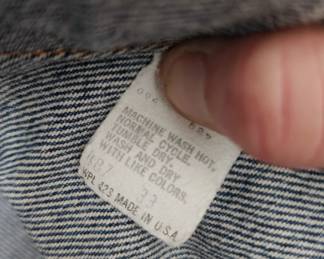 MACHINE WASH HOT,
NORMAL CYCLE.
TUMBLE DRY.
WASH AND DRY
WITH LIKE COLORS.
33
WPL 423 MADE IN U.S.A.